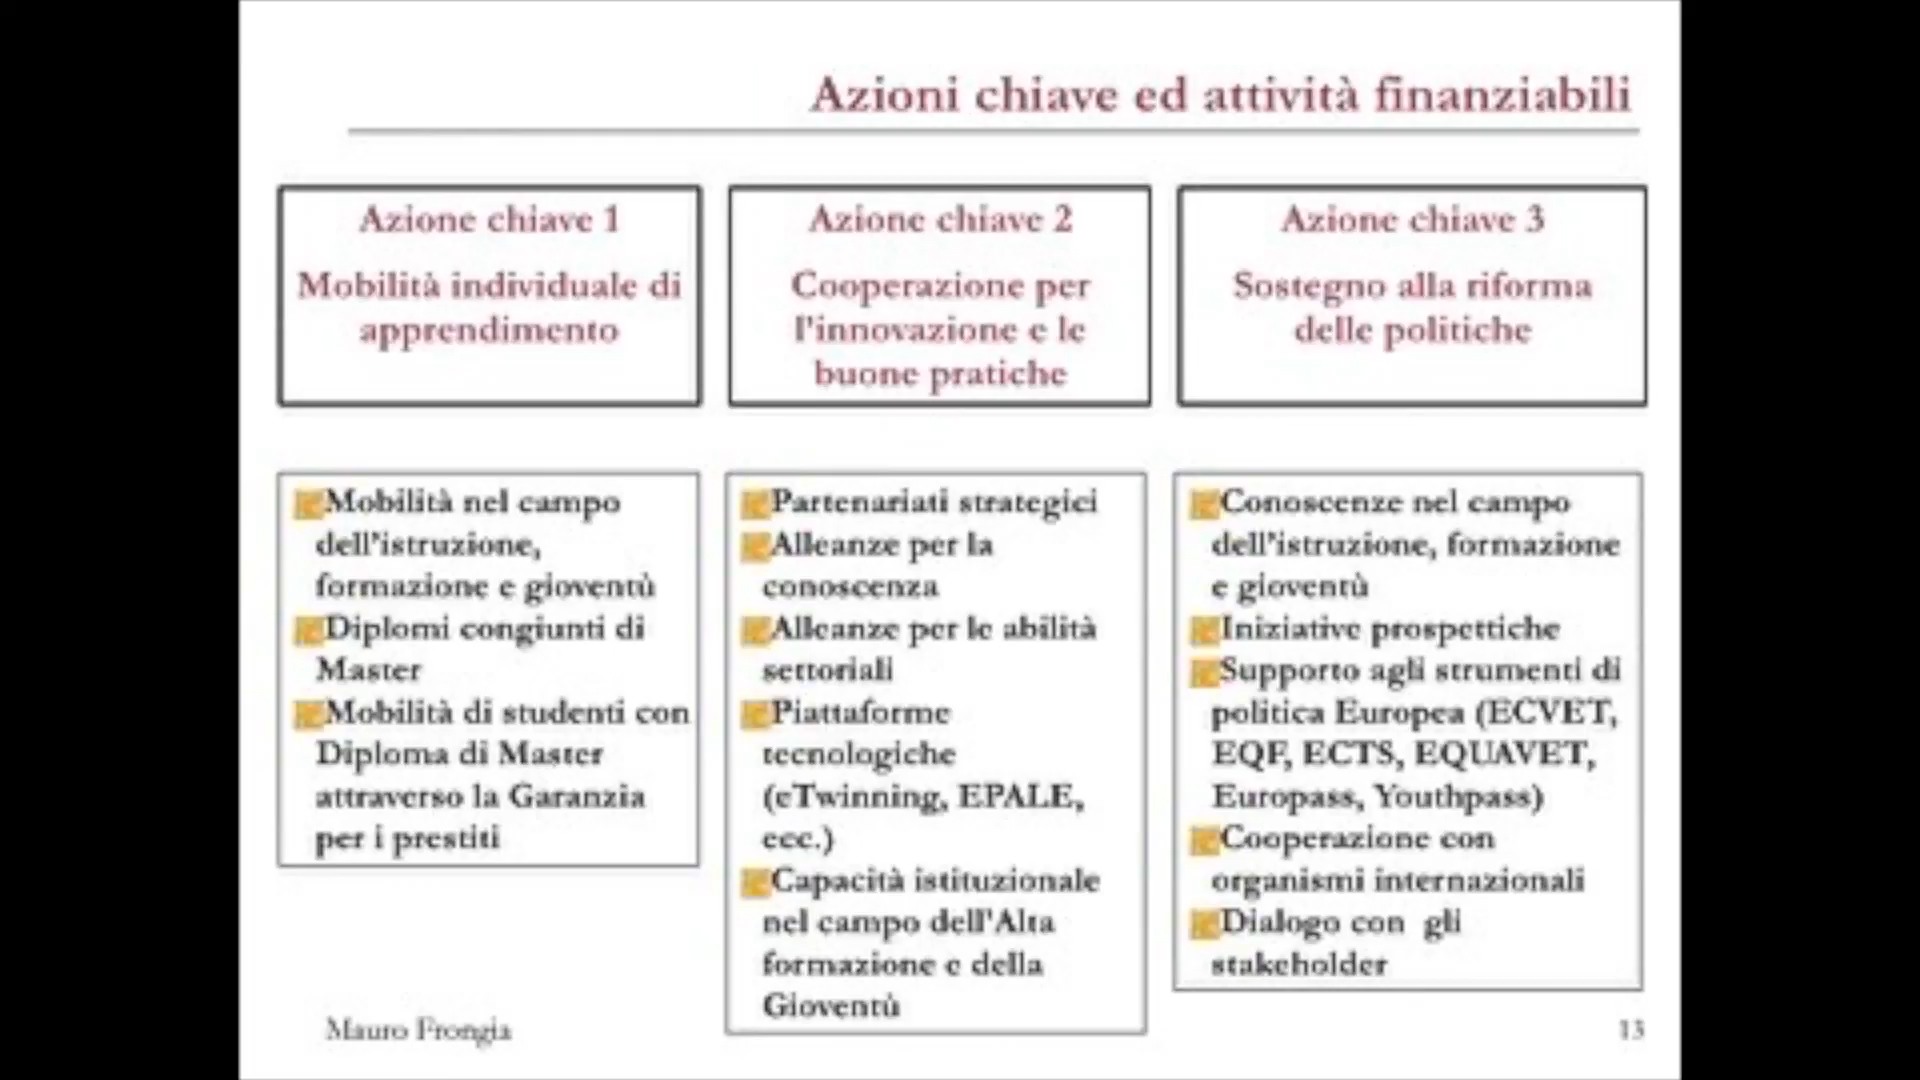 Azioni chiave ed attività finanziabili
Azione chiave 1
Mobilità individuale di
apprendimento
Azione chiave 2
Cooperazione per
l'innovazione e le
buone pratiche
Azione chiave 3
Sostegno alla riforma
delle politiche
Mobilità nel campo
dell'istruzione,
formazione e gioventù
Diplomi congiunti di
Master
Mobilità di studenti con
Diploma di Master
attraverso la Garanzia
per i prestiti
Partenariati strategici
Alleanze per la
conoscenza
Alleanze per le abilità
settoriali
Piattaforme
tecnologiche
(eTwinning, EPALE,
ecc.)
Capacità istituzionale
nel campo dell'Alta
formazione e della
Gioventù
Conoscenze nel campo
dell'istruzione, formazione
e gioventù
Iniziative prospettiche
Supporto agli strumenti di
politica Europea (ECVET,
EQF, ECTS, EQUAVET,
Europass, Youthpass)
Cooperazione con
organismi internazionali
Dialogo con gli
stakeholder
Mauro Frongia
13